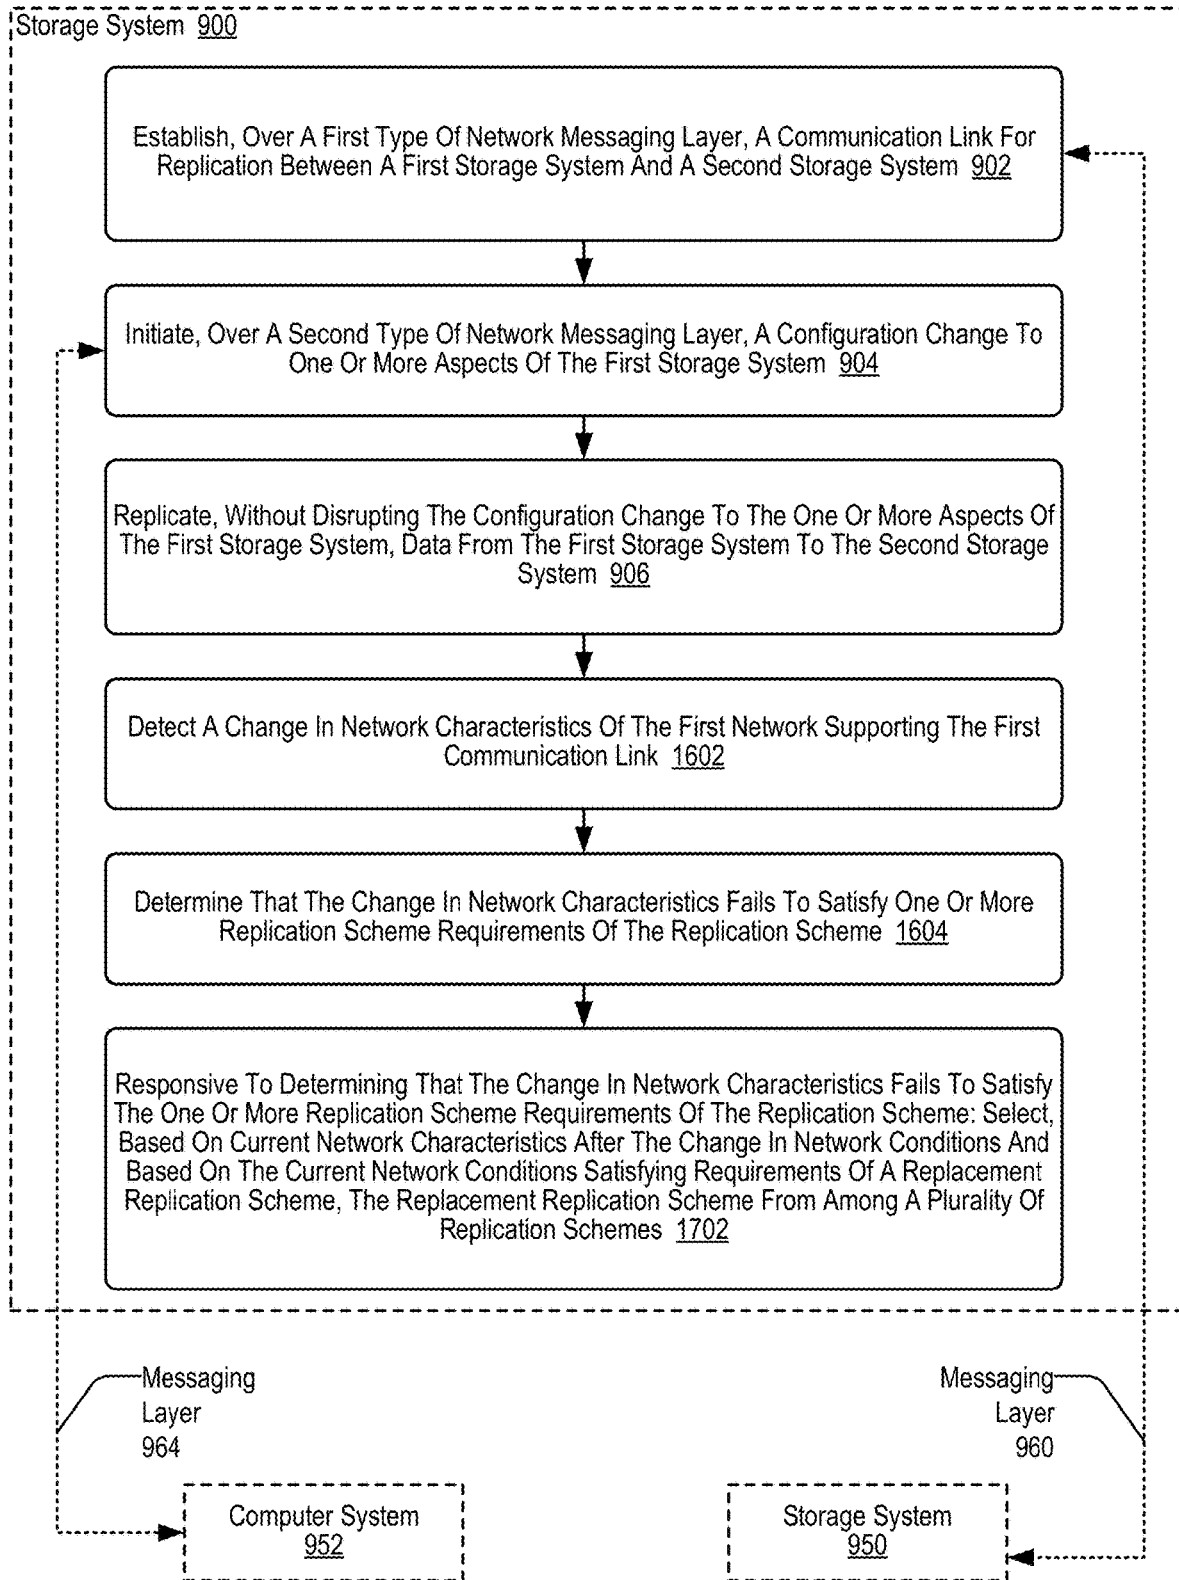 Storage System 900
Establish, Over A First Type Of Network Messaging Layer, A Communication Link For
Replication Between A First Storage System And A Second Storage System 902
Initiate, Over A Second Type Of Network Messaging Layer, A Configuration Change To
One Or More Aspects Of The First Storage System 904
Replicate, Without Disrupting The Configuration Change To The One Or More Aspects Of
The First Storage System, Data From The First Storage System To The Second Storage
System 906
Detect A Change In Network Characteristics Of The First Network Supporting The First
Communication Link 1602
Determine That The Change In Network Characteristics Fails To Satisfy One Or More
Replication Scheme Requirements Of The Replication Scheme 1604
Responsive To Determining That The Change In Network Characteristics Fails To Satisfy
The One Or More Replication Scheme Requirements Of The Replication Scheme: Select,
Based On Current Network Characteristics After The Change In Network Conditions And
Based On The Current Network Conditions Satisfying Requirements Of A Replacement
Replication Scheme, The Replacement Replication Scheme From Among A Plurality Of
Replication Schemes 1702
Messaging
Layer
964
Messaging
Layer
960
Computer System
952
Storage System
950